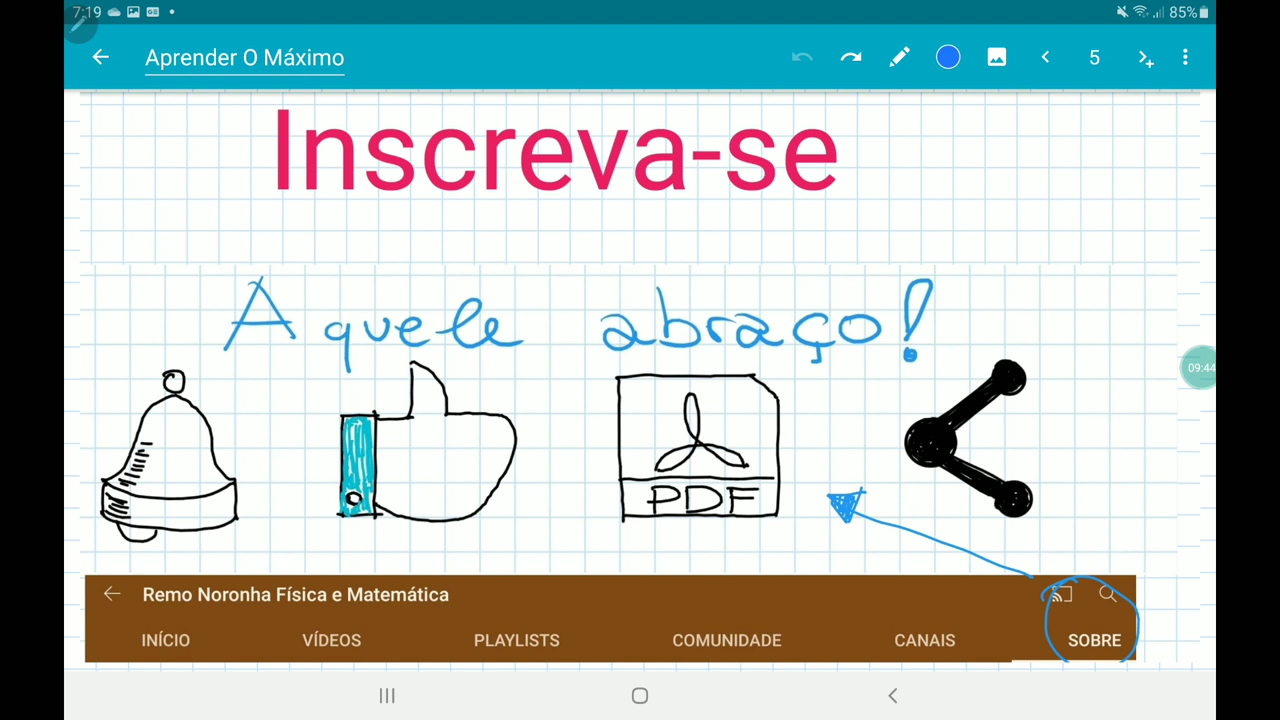 7:19
85%
Aprender O Máximo
5
Inscreva-se
Aquele abraço!
09:44
PDF
Remo Noronha Física e Matemática
INÍCIO VÍDEOS PLAYLISTS COMUNIDADE CANAIS SOBRE